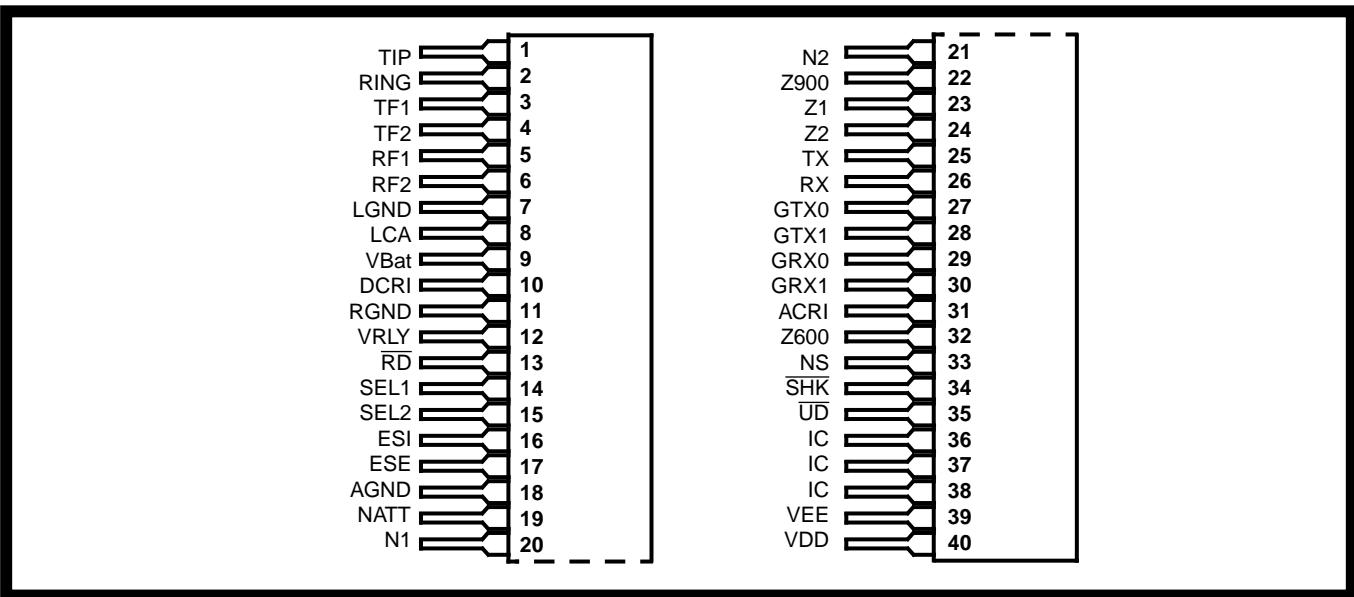 TIP 1
RING 2
TF1 3
TF2 4
RF1 5
RF2 6
LGND 7
LCA 8
VBat 9
DCRI 10
RGND 11
VRLY 12
R̅D̅ 13
SEL1 14
SEL2 15
ESI 16
ESE 17
AGND 18
NATT 19
N1 20
N2 21
Z900 22
Z1 23
Z2 24
TX 25
RX 26
GTX0 27
GTX1 28
GRX0 29
GRX1 30
ACRI 31
Z600 32
NS 33
S̅H̅K̅ 34
U̅D̅ 35
IC 36
IC 37
IC 38
VEE 39
VDD 40